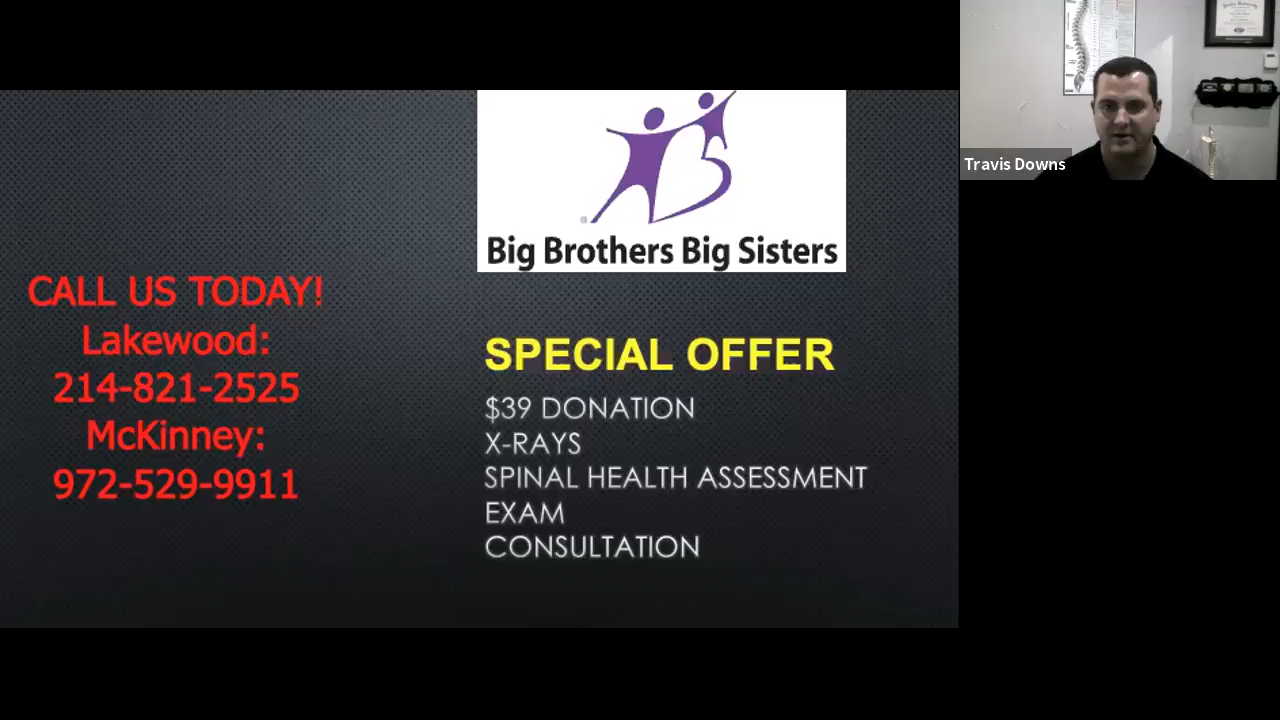 Travis Downs
Big Brothers Big Sisters
CALL US TODAY!
Lakewood:
214-821-2525
McKinney:
972-529-9911
SPECIAL OFFER
$39 DONATION
X-RAYS
SPINAL HEALTH ASSESSMENT
EXAM
CONSULTATION